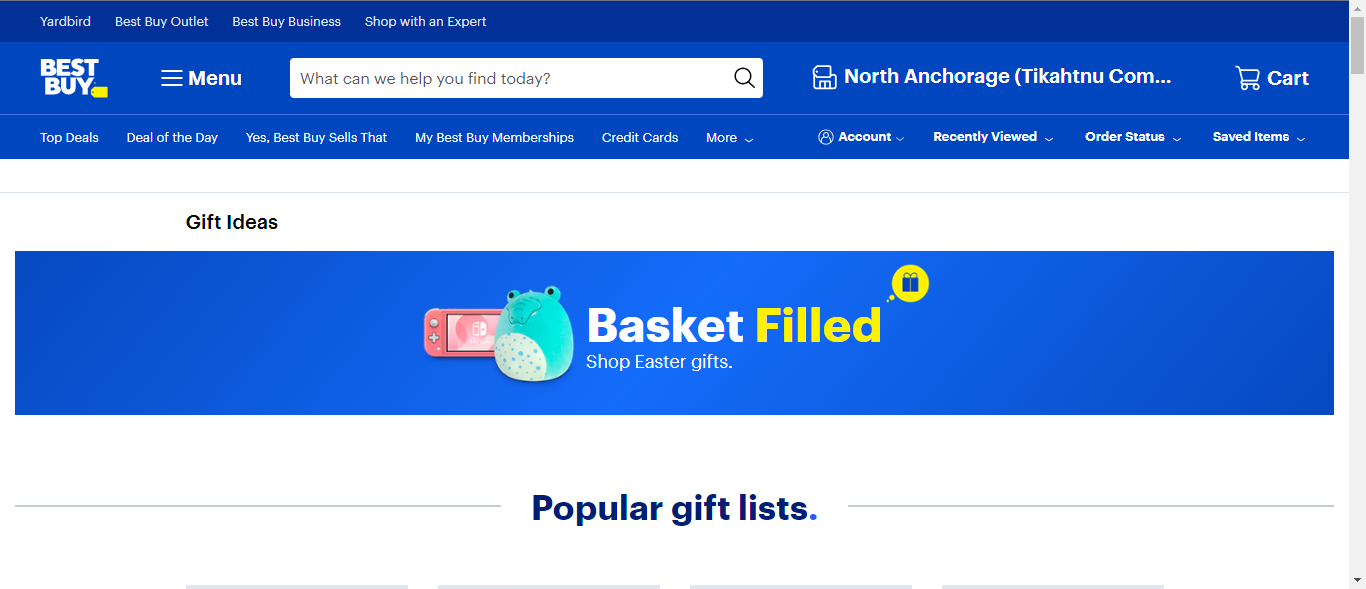 Yardbird Best Buy Outlet Best Buy Business Shop with an Expert
BEST
BUY
Menu
What can we help you find today?
North Anchorage (Tikahtnu Com...
Cart
Top Deals Deal of the Day Yes, Best Buy Sells That My Best Buy Memberships Credit Cards More Account Recently Viewed Order Status Saved Items
Gift Ideas
Basket Filled
Shop Easter gifts.
Popular gift lists.